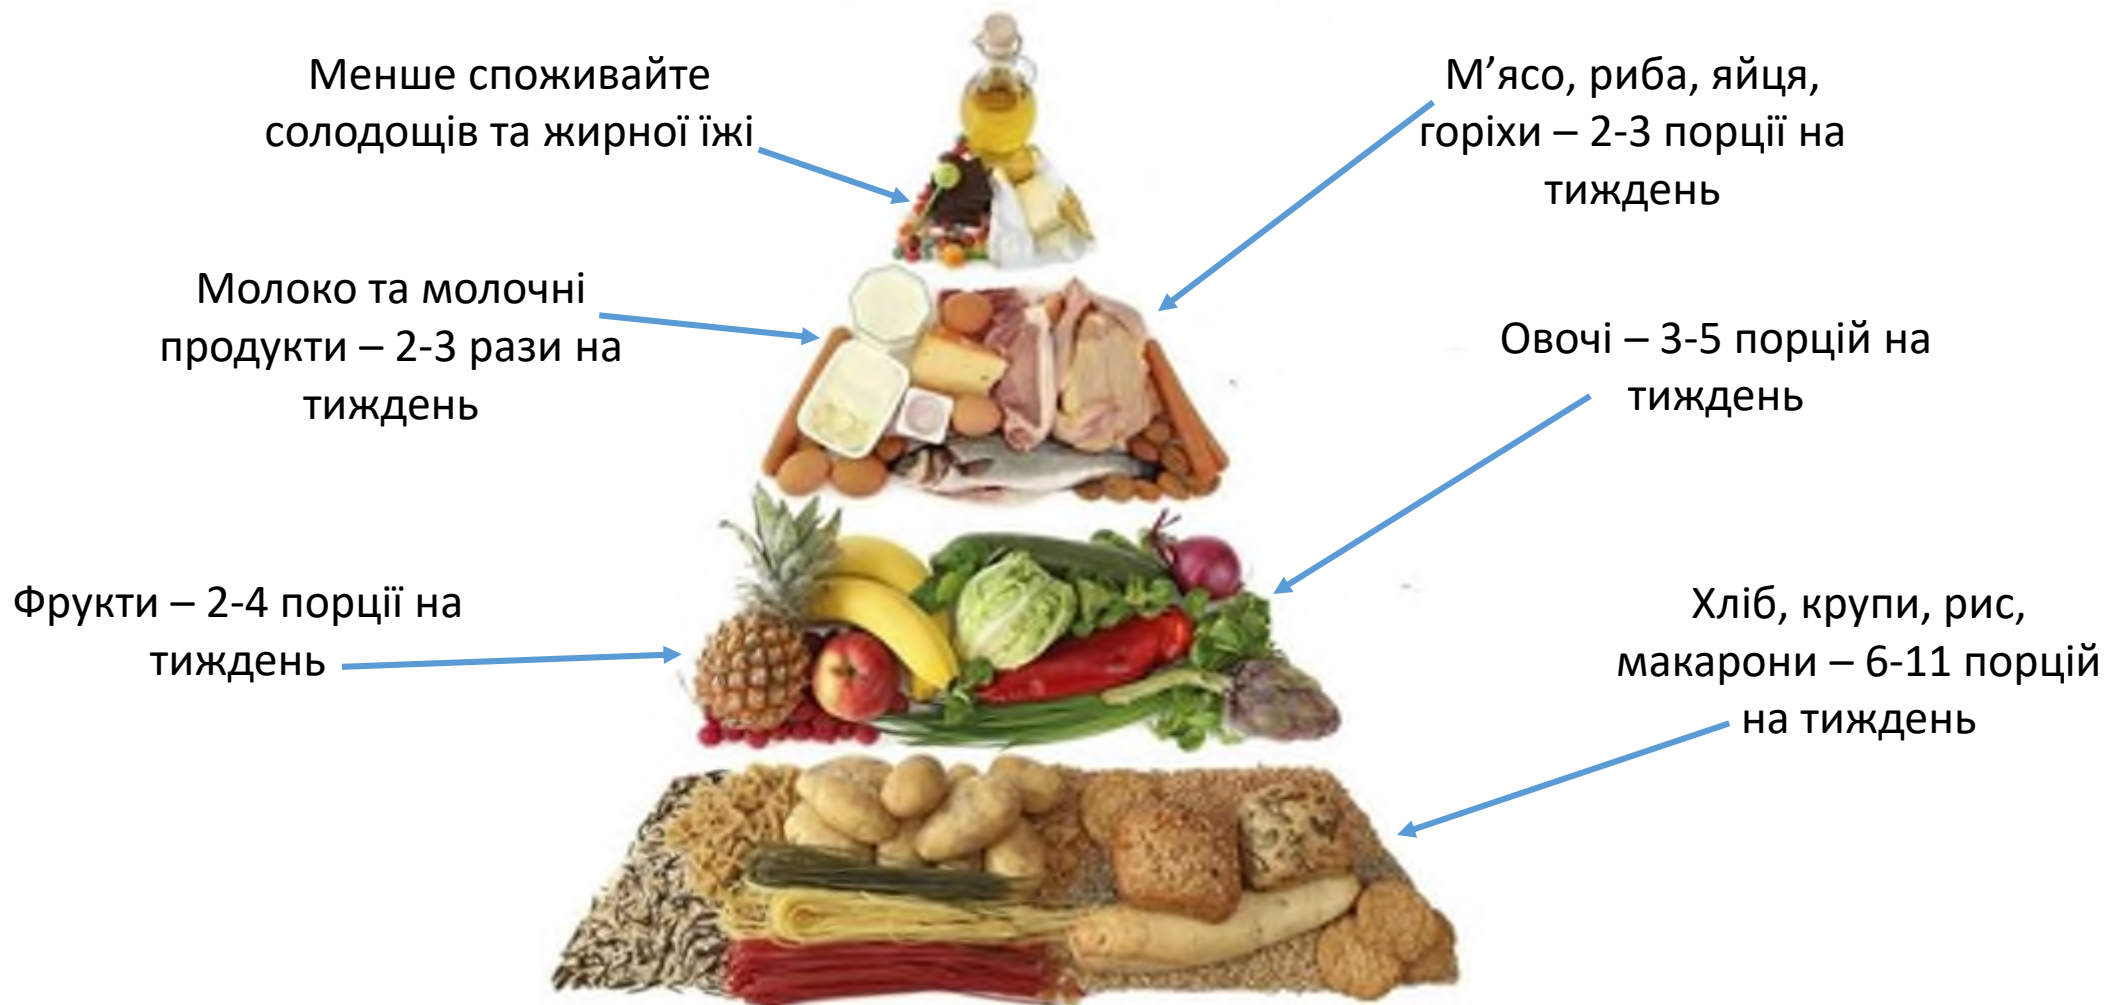 Менше споживайте
солодощів та жирної їжі
М’ясо, риба, яйця,
горіхи – 2-3 порції на
тиждень
Молоко та молочні
продукти – 2-3 рази на
тиждень
Овочі – 3-5 порцій на
тиждень
Фрукти – 2-4 порції на
тиждень
Хліб, крупи, рис,
макарони – 6-11 порцій
на тиждень